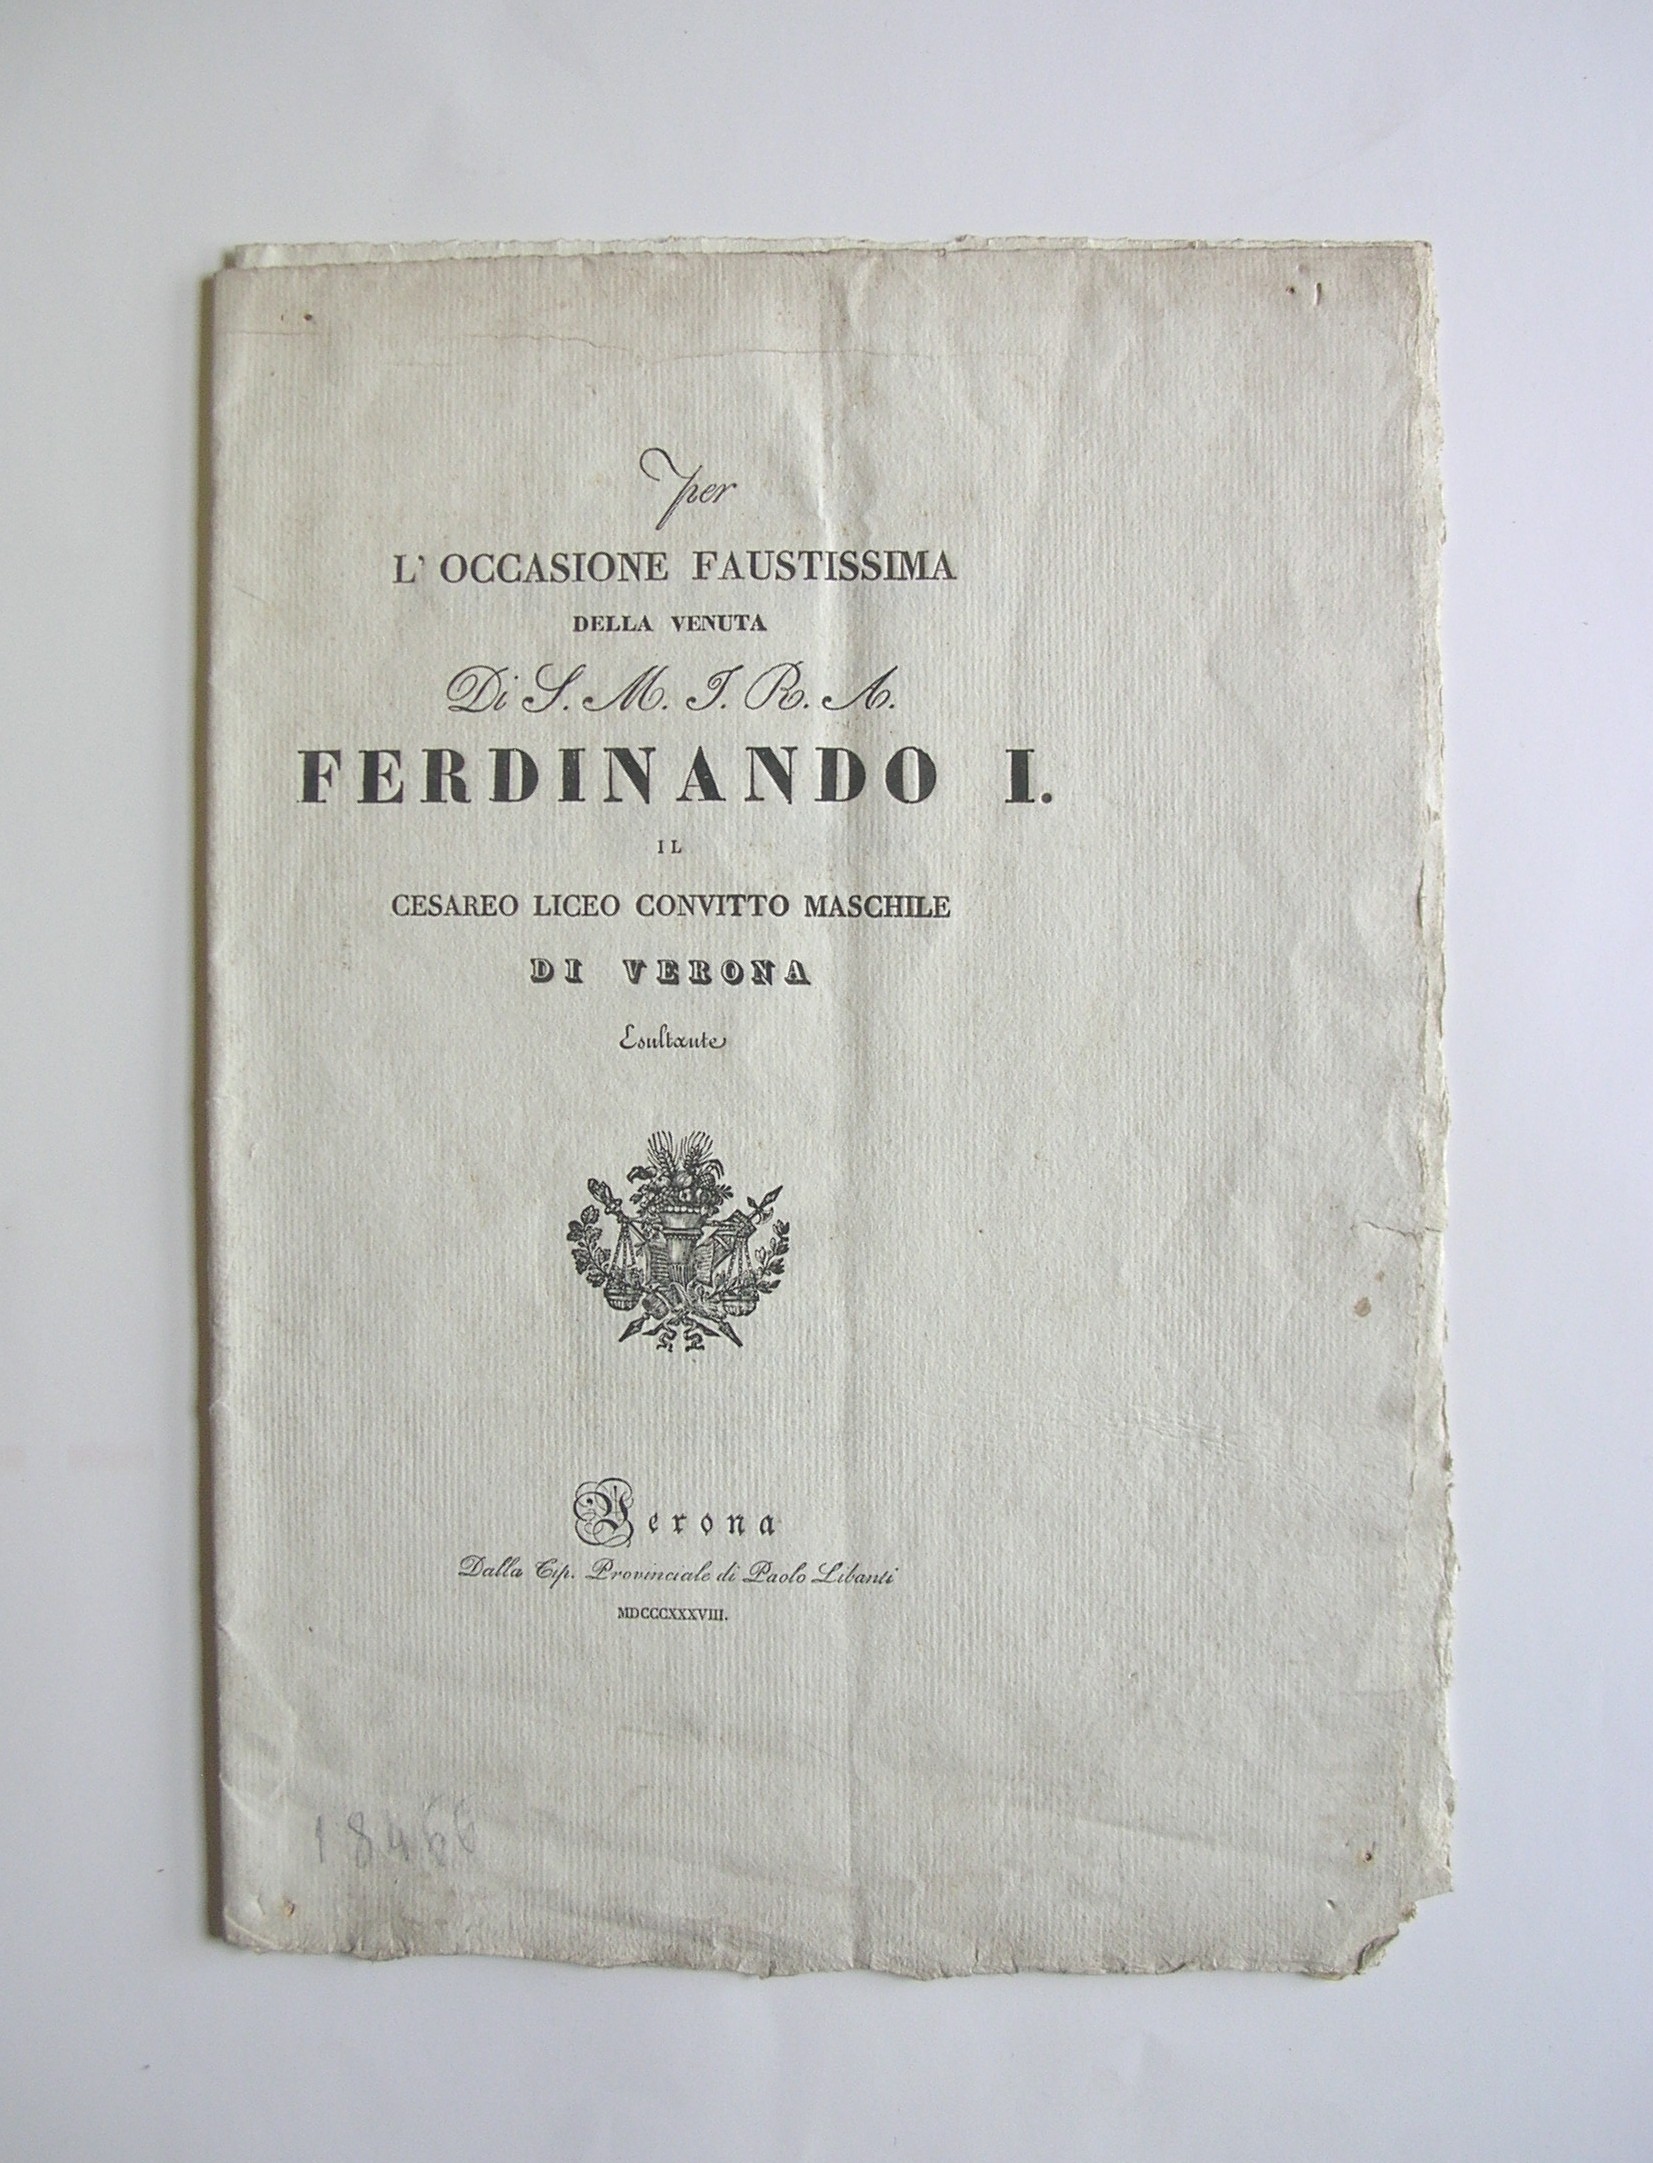 per
L' OCCASIONE FAUSTISSIMA
DELLA VENUTA
Di S. M. I. R. A.
FERDINANDO I.
IL
CESAREO LICEO CONVITTO MASCHILE
DI VERONA
Esultante
Verona
Dalla Tip. Provinciale di Paolo Libanti
MDCCCXXXVIII.
18466